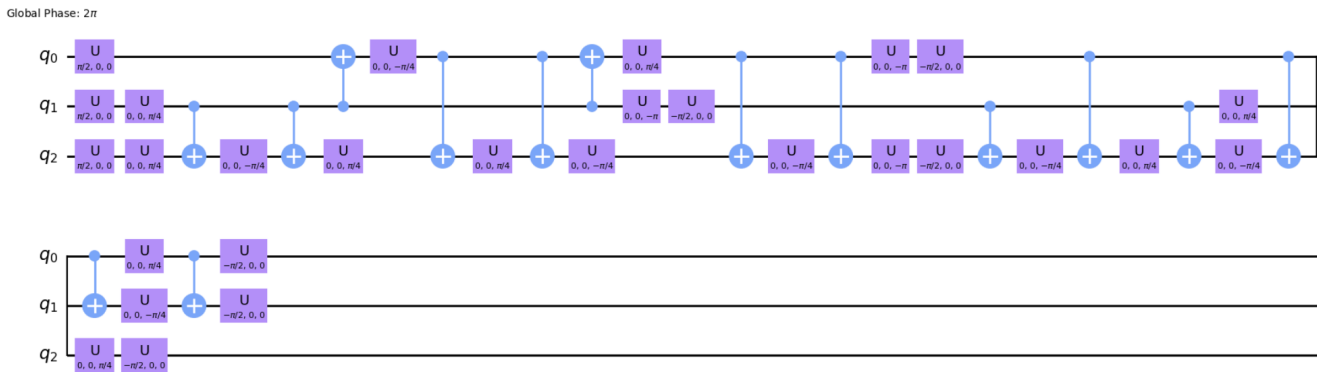 Global Phase: 2π
q0 U U U U U
π/2, 0, 0 0, 0, −π/4 0, 0, π/4 0, 0, −π −π/2, 0, 0
q1 U U U U U
π/2, 0, 0 0, 0, π/4 0, 0, −π −π/2, 0, 0 0, 0, π/4
q2 U U U U U U U U U U U U
π/2, 0, 0 0, 0, π/4 0, 0, −π/4 0, 0, π/4 0, 0, π/4 0, 0, −π/4 0, 0, −π/4 0, 0, −π −π/2, 0, 0 0, 0, −π/4 0, 0, π/4 0, 0, −π/4
q0 U U
0, 0, π/4 −π/2, 0, 0
q1 U U
0, 0, −π/4 −π/2, 0, 0
q2 U U
0, 0, π/4 −π/2, 0, 0